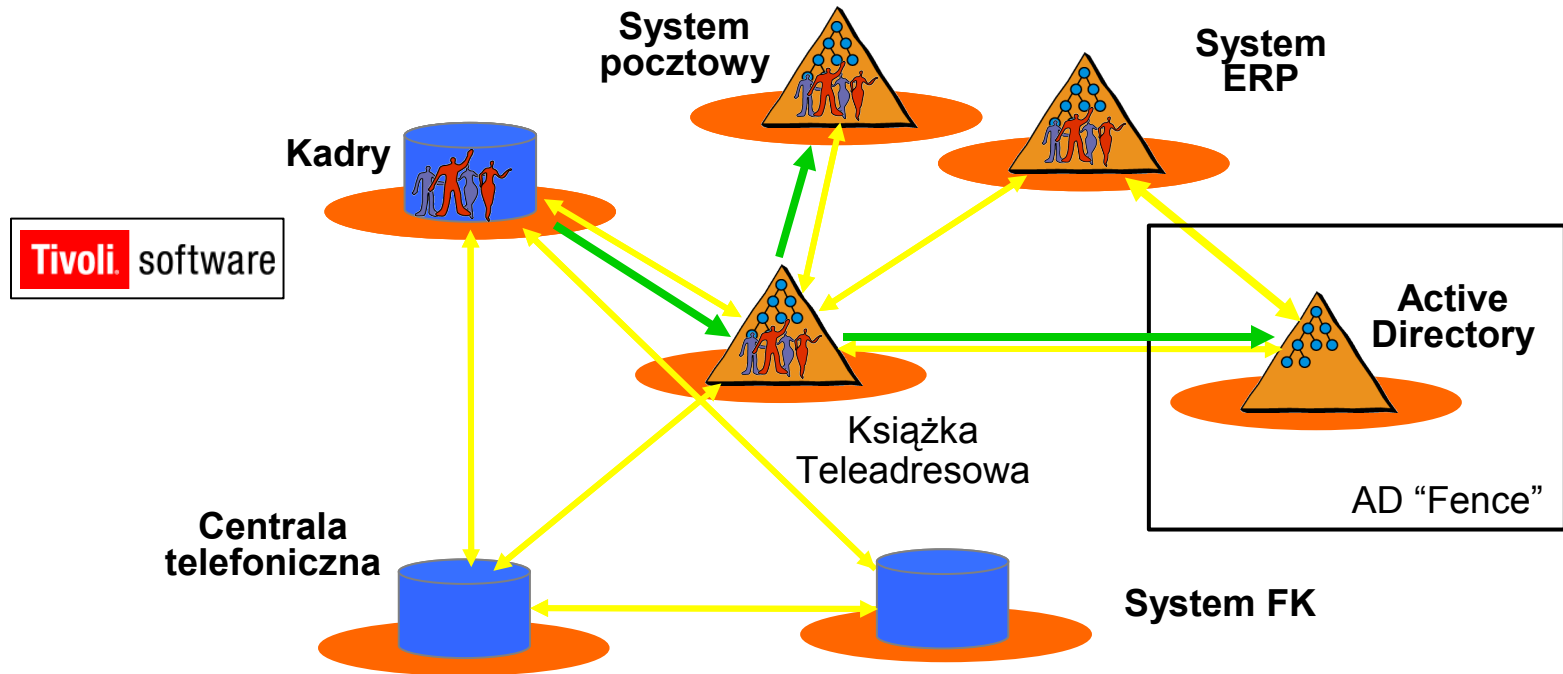 System
pocztowy
System
ERP
Kadry
Tivoli. software
Active
Directory
Książka
Teleadresowa
AD “Fence”
Centrala
telefoniczna
System FK